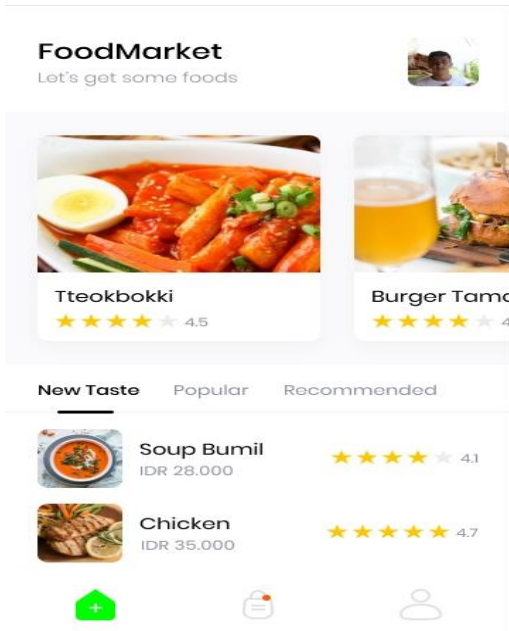 FoodMarket
Let's get some foods
Tteokbokki
4.5
Burger Tama
4
New Taste Popular Recommended
Soup Bumil
IDR 28.000
4.1
Chicken
IDR 35.000
4.7